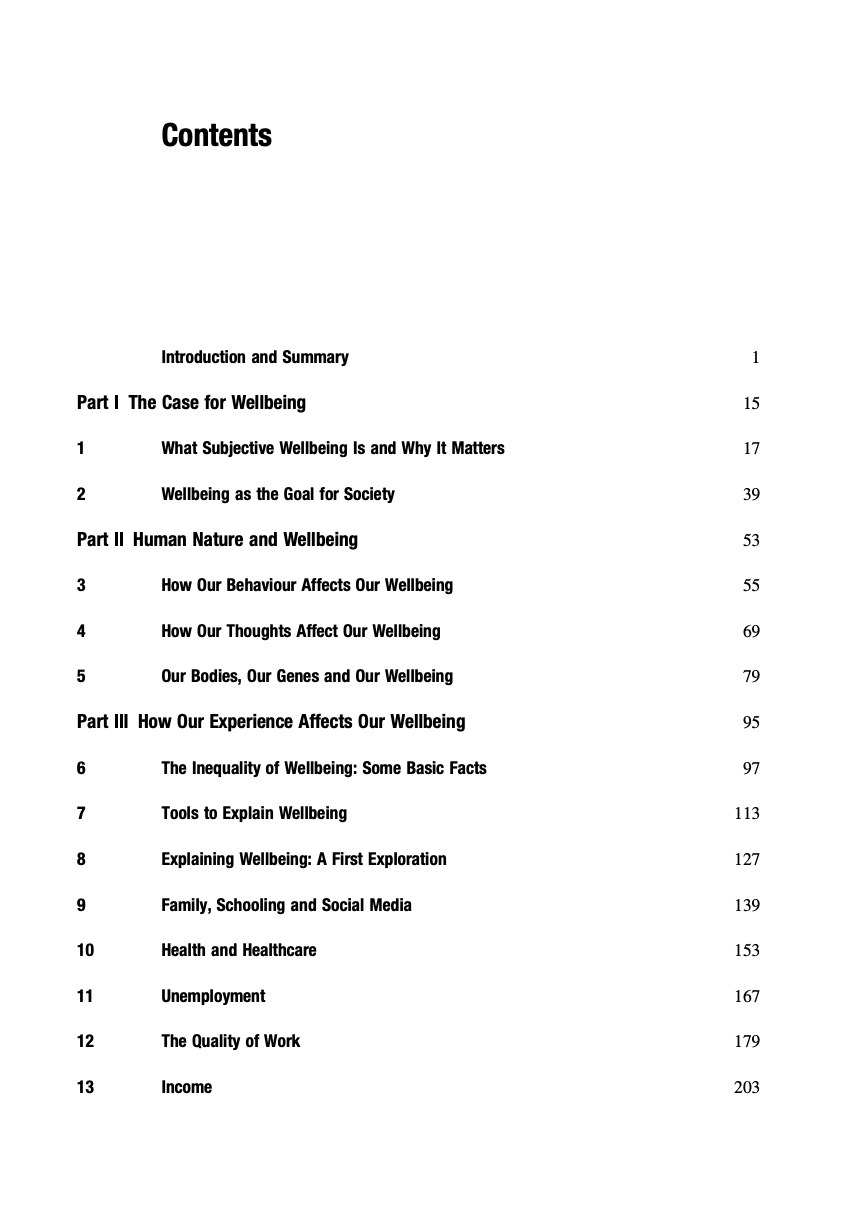 Contents
Introduction and Summary 1
Part I The Case for Wellbeing 15
1 What Subjective Wellbeing Is and Why It Matters 17
2 Wellbeing as the Goal for Society 39
Part II Human Nature and Wellbeing 53
3 How Our Behaviour Affects Our Wellbeing 55
4 How Our Thoughts Affect Our Wellbeing 69
5 Our Bodies, Our Genes and Our Wellbeing 79
Part III How Our Experience Affects Our Wellbeing 95
6 The Inequality of Wellbeing: Some Basic Facts 97
7 Tools to Explain Wellbeing 113
8 Explaining Wellbeing: A First Exploration 127
9 Family, Schooling and Social Media 139
10 Health and Healthcare 153
11 Unemployment 167
12 The Quality of Work 179
13 Income 203